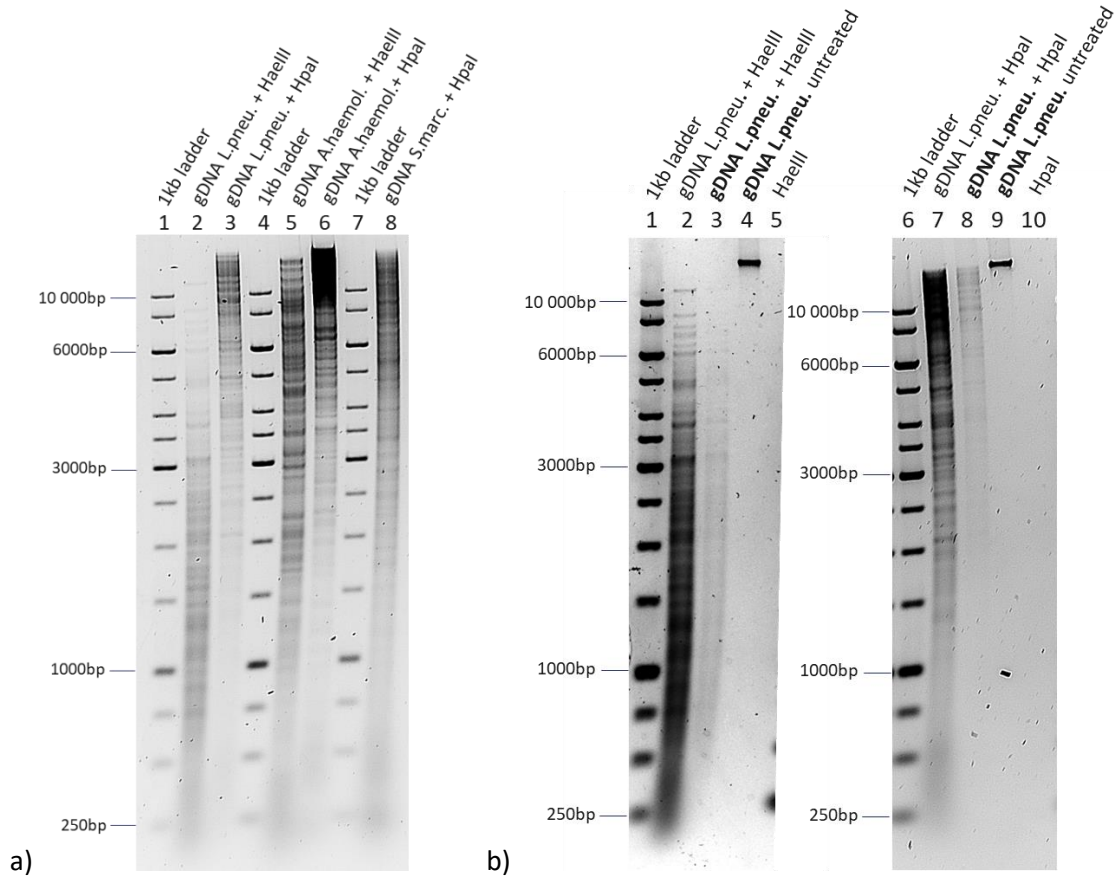 1kb ladder
gDNA L.pneu. + HaeIII
gDNA L.pneu. + HpaI
1kb ladder
gDNA A.haemol. + HaeIII
gDNA A.haemol.+ HpaI
1kb ladder
gDNA S.marc. + HpaI
1 2 3 4 5 6 7 8
10 000bp
6000bp
3000bp
1000bp
250bp
a)
1kb ladder
gDNA L.pneu. + HaeIII
gDNA L.pneu. + HaeIII
gDNA L.pneu. untreated
HaeIII
1 2 3 4 5
10 000bp
6000bp
3000bp
1000bp
250bp
b)
1kb ladder
gDNA L.pneu. + HpaI
gDNA L.pneu. + HpaI
gDNA L.pneu. untreated
HpaI
6 7 8 9 10
10 000bp
6000bp
3000bp
1000bp
250bp